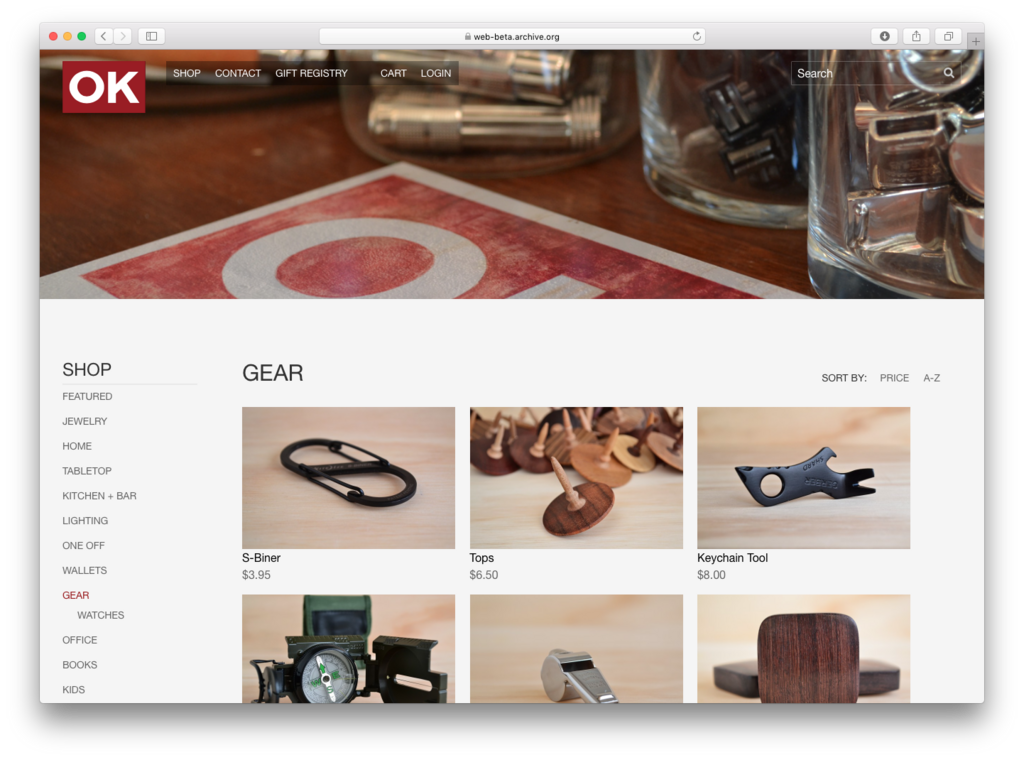 web-beta.archive.org
OK
SHOP CONTACT GIFT REGISTRY CART LOGIN
Search
SHOP
FEATURED
JEWELRY
HOME
TABLETOP
KITCHEN + BAR
LIGHTING
ONE OFF
WALLETS
GEAR
WATCHES
OFFICE
BOOKS
KIDS
GEAR
SORT BY: PRICE A-Z
GERBER
SHARD
S-Biner
$3.95
Tops
$6.50
Keychain Tool
$8.00